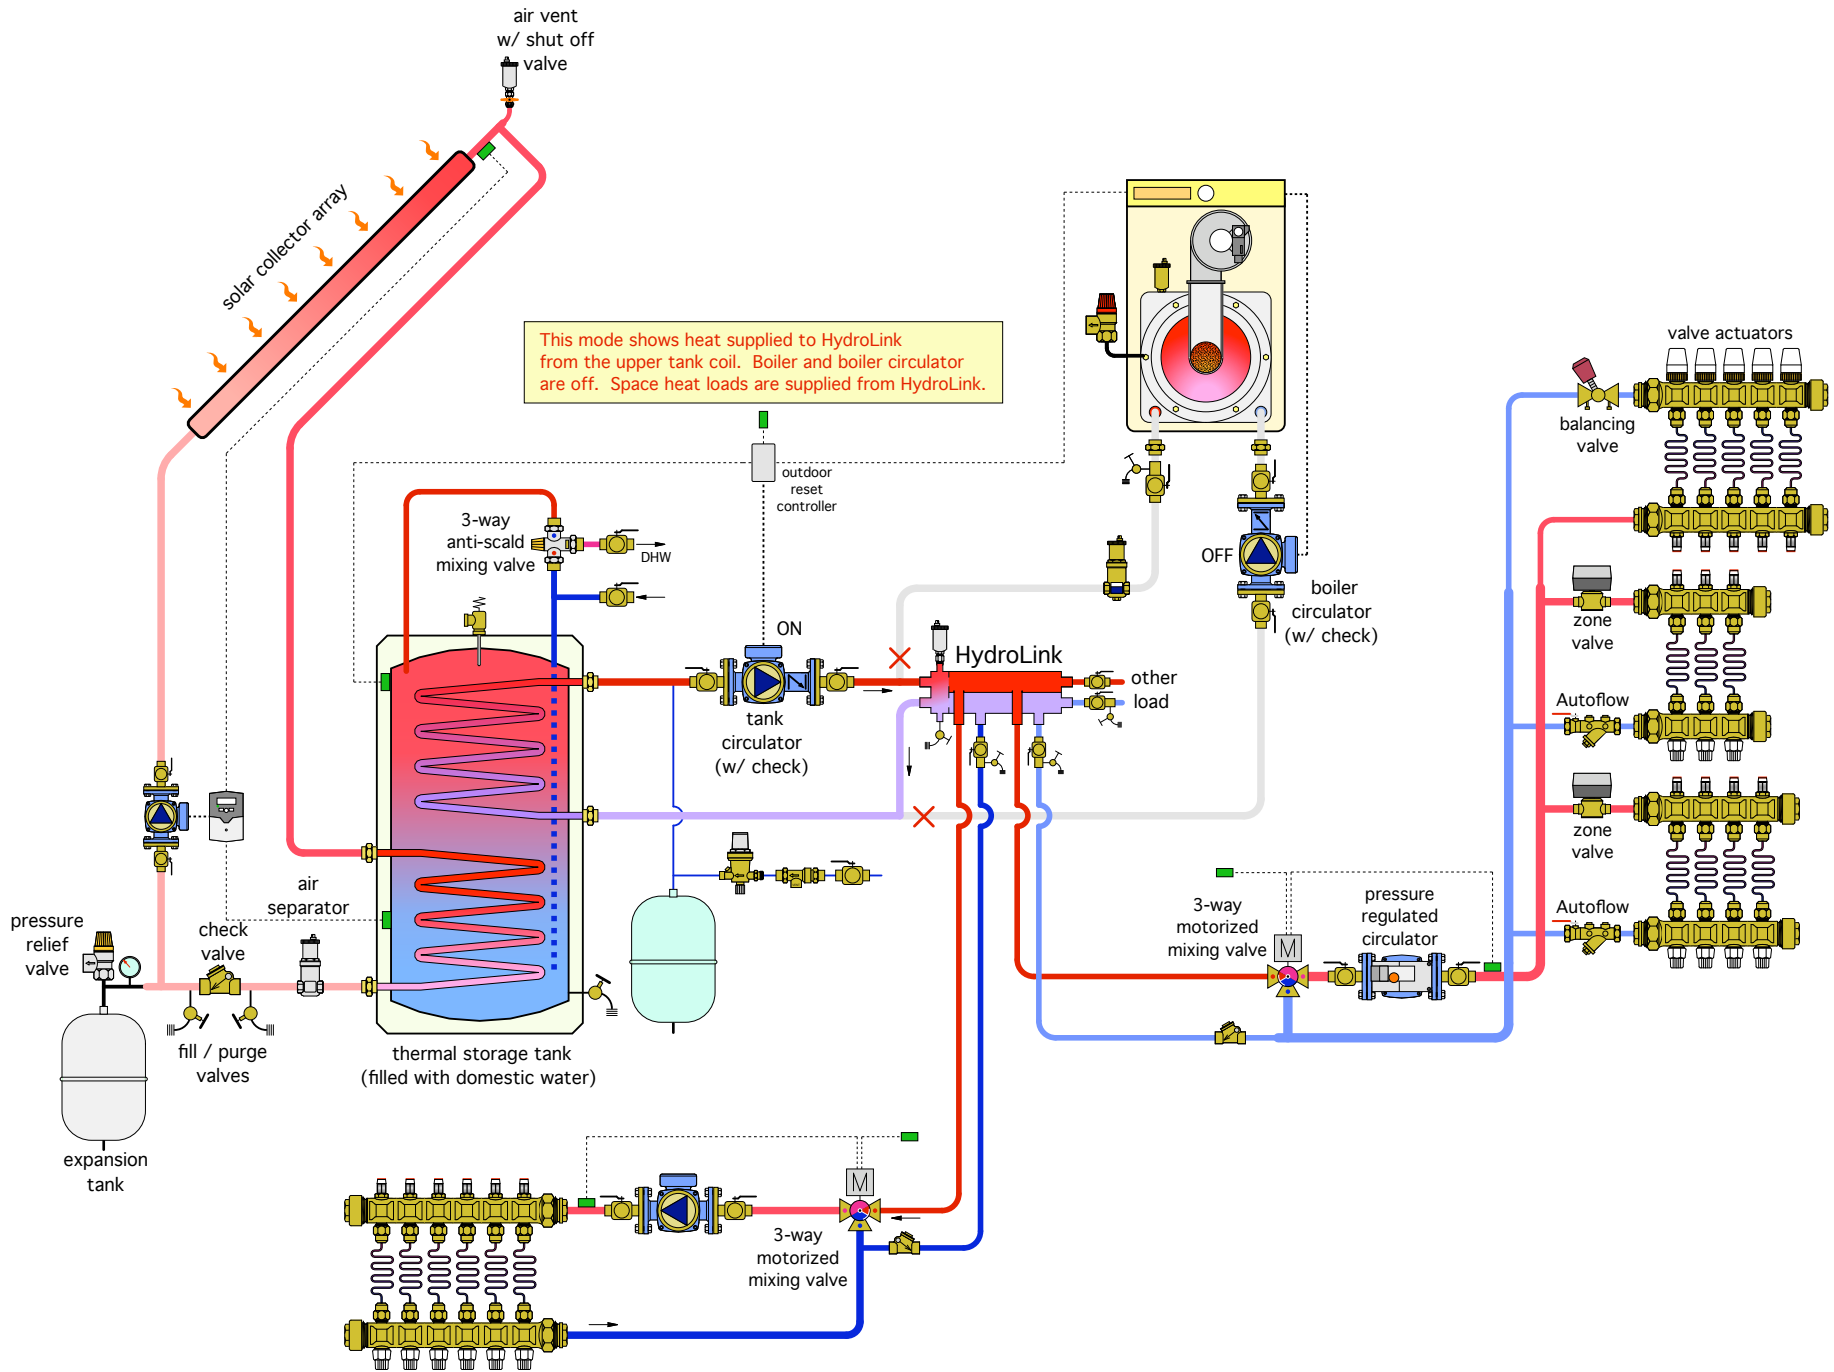 air vent
w/ shut off
valve
solar collector array
This mode shows heat supplied to HydroLink
from the upper tank coil. Boiler and boiler circulator
are off. Space heat loads are supplied from HydroLink.
valve actuators
balancing
valve
outdoor
reset
controller
3-way
anti-scald
mixing valve
DHW
OFF
boiler
circulator
(w/ check)
ON
HydroLink
other
load
tank
circulator
(w/ check)
zone
valve
Autoflow
zone
valve
Autoflow
air
separator
pressure
relief
valve
check
valve
3-way
motorized
mixing valve
M
pressure
regulated
circulator
fill / purge
valves
thermal storage tank
(filled with domestic water)
expansion
tank
M
3-way
motorized
mixing valve